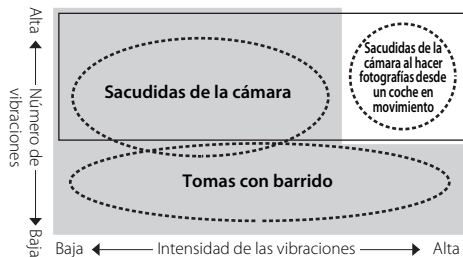 Alta
Número de
vibraciones
Baja
Sacudidas de la cámara
Sacudidas de la
cámara al hacer
fotografías desde
un coche en
movimiento
Tomas con barrido
Baja
Intensidad de las vibraciones
Alta